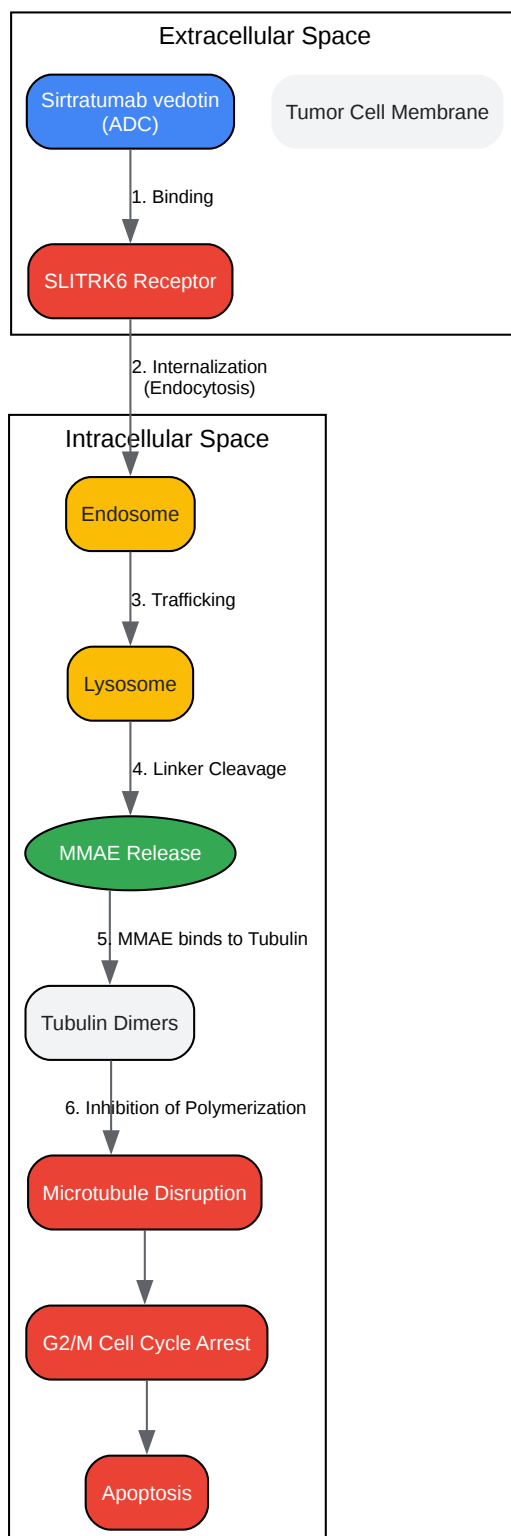 Extracellular Space
Sirtratumab vedotin
(ADC)
Tumor Cell Membrane
1. Binding
SLITRK6 Receptor
2. Internalization
(Endocytosis)
Intracellular Space
Endosome
3. Trafficking
Lysosome
4. Linker Cleavage
MMAE Release
5. MMAE binds to Tubulin
Tubulin Dimers
6. Inhibition of Polymerization
Microtubule Disruption
G2/M Cell Cycle Arrest
Apoptosis